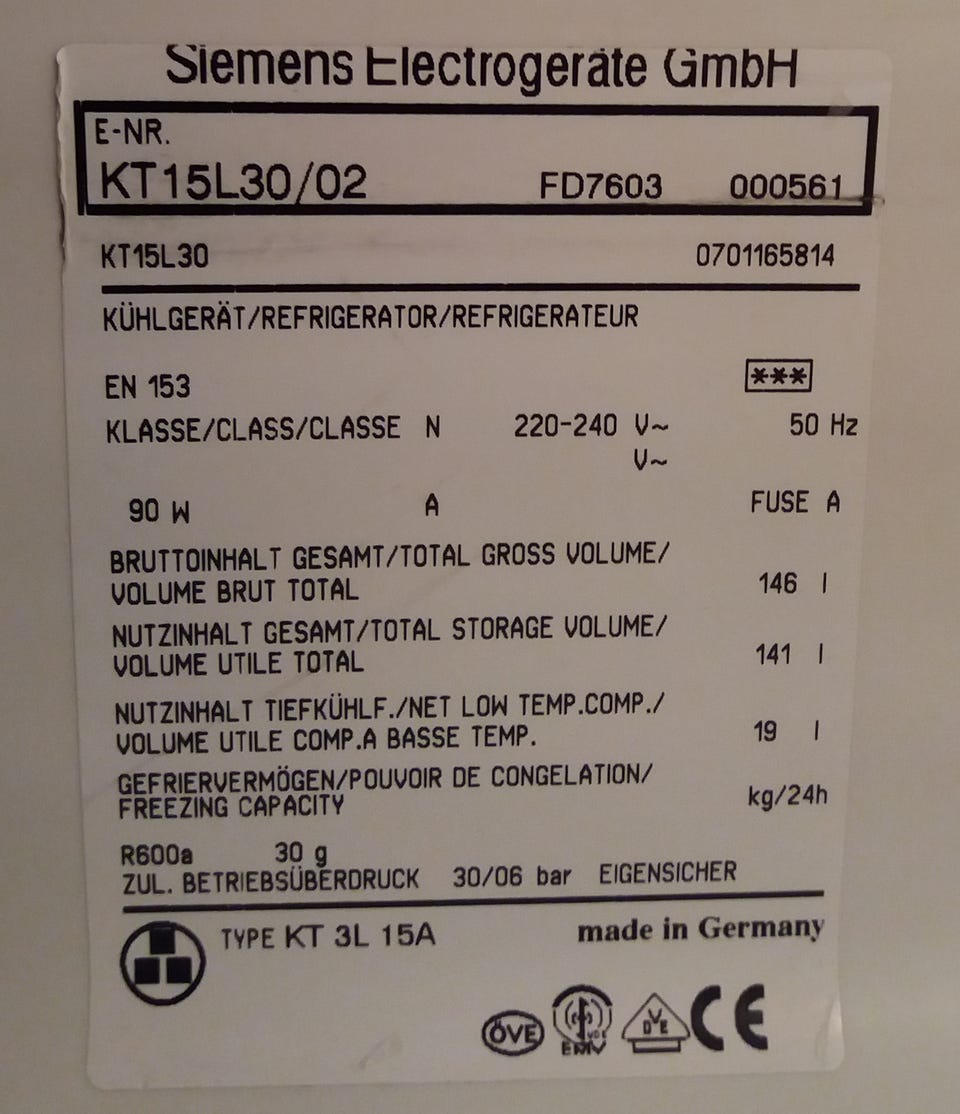 Siemens Electrogeräte GmbH
E-NR.
KT15L30/02 FD7603 000561
KT15L30 0701165814
KÜHLGERÄT/REFRIGERATOR/REFRIGERATEUR
EN 153 ***
KLASSE/CLASS/CLASSE N 220-240 V~ 50 Hz
V~
90 W A FUSE A
BRUTTOINHALT GESAMT/TOTAL GROSS VOLUME/
VOLUME BRUT TOTAL 146 l
NUTZINHALT GESAMT/TOTAL STORAGE VOLUME/
VOLUME UTILE TOTAL 141 l
NUTZINHALT TIEFKÜHLF./NET LOW TEMP.COMP./
VOLUME UTILE COMP.A BASSE TEMP. 19 l
GEFRIERVERMÖGEN/POUVOIR DE CONGELATION/
FREEZING CAPACITY kg/24h
R600a 30 g
ZUL. BETRIEBSÜBERDRUCK 30/06 bar EIGENSICHER
TYPE KT 3L 15A made in Germany
ÖVE VDE EMV VDE CE